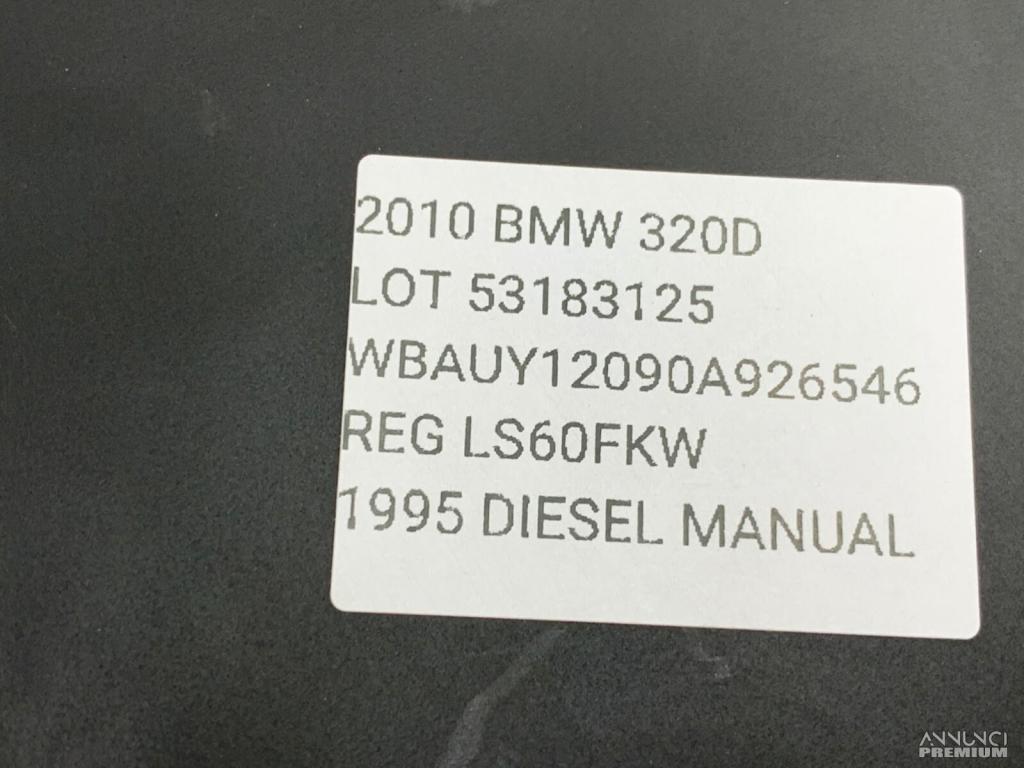 2010 BMW 320D
LOT 53183125
WBAUY12090A926546
REG LS60FKW
1995 DIESEL MANUAL
ANNUNCI
PREMIUM